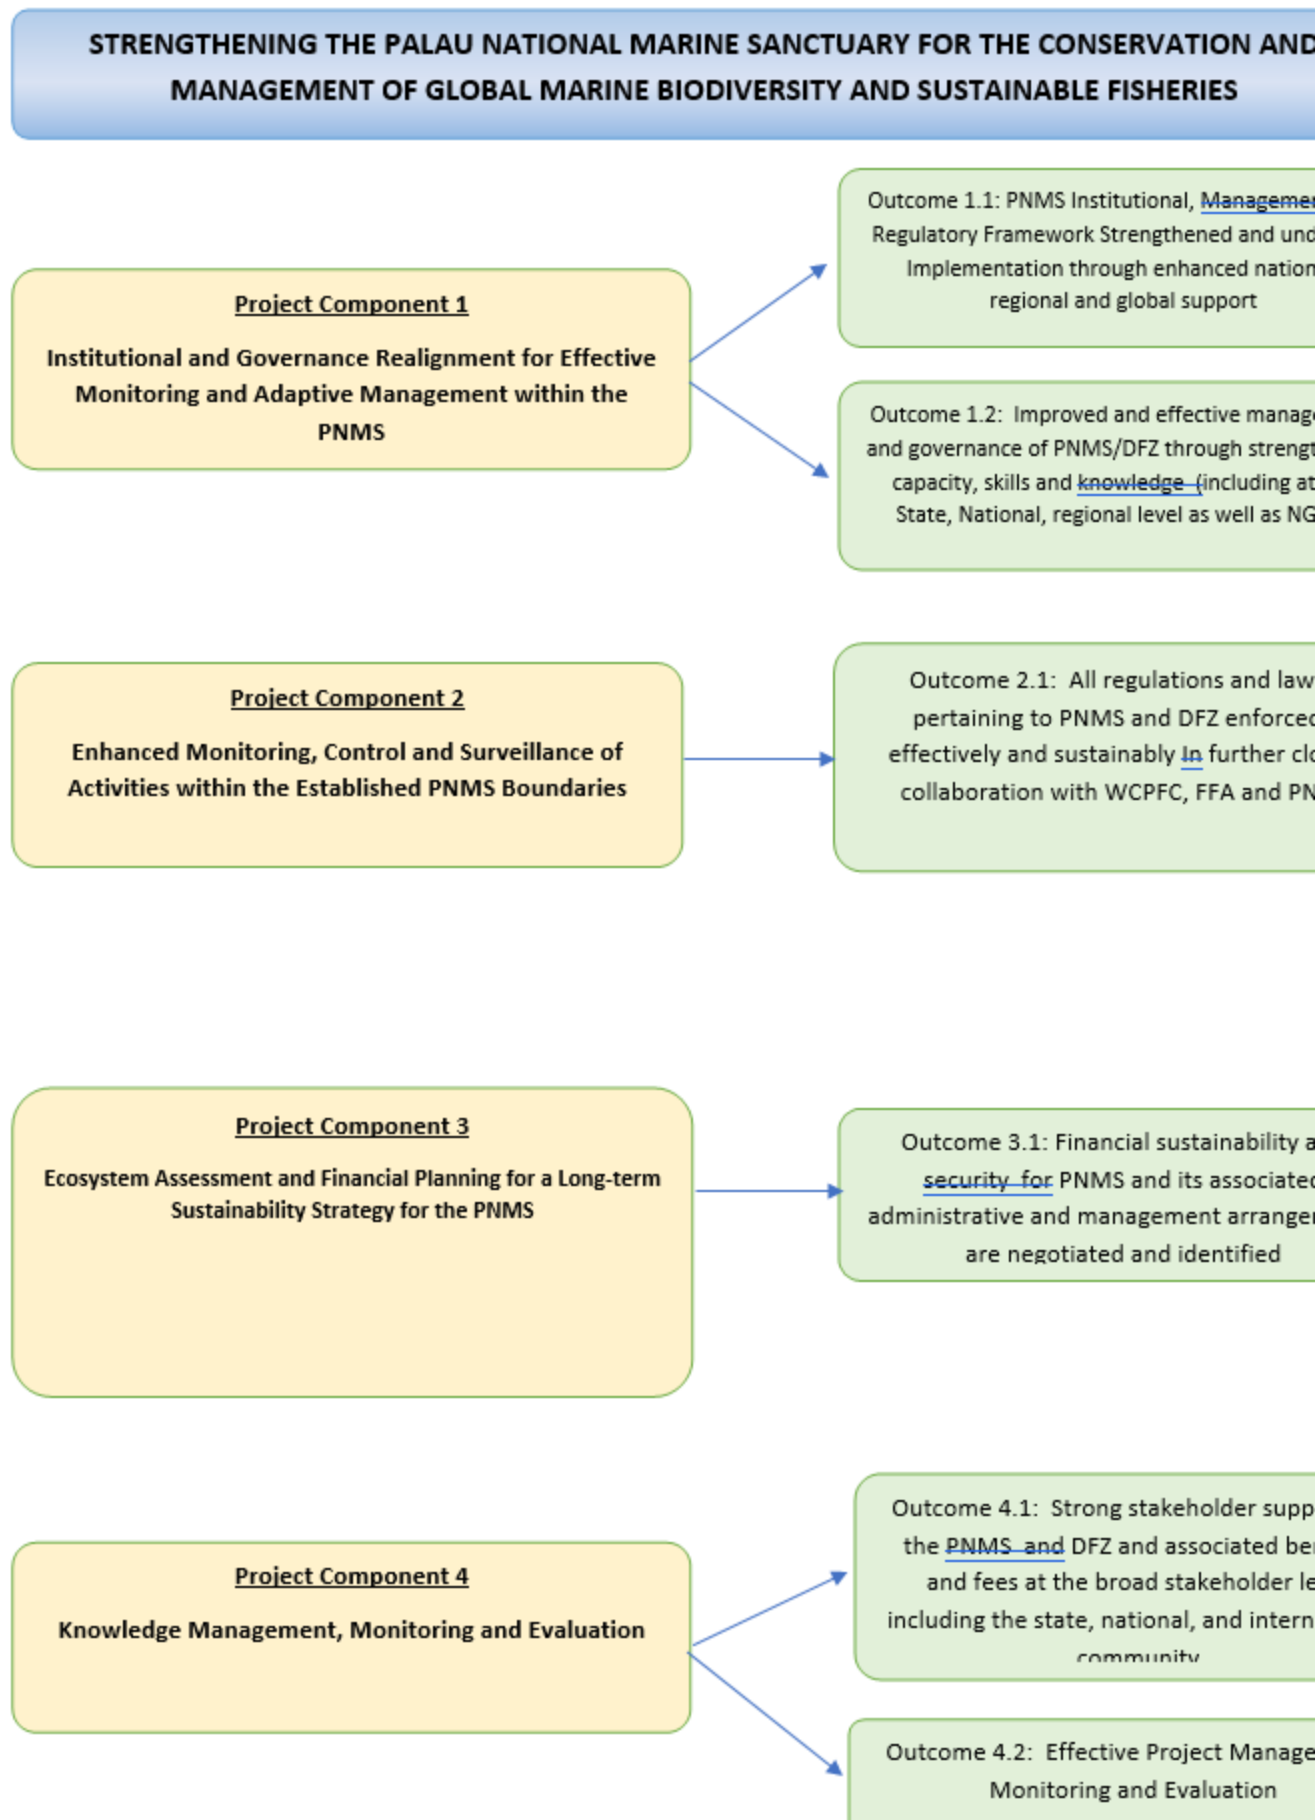 STRENGTHENING THE PALAU NATIONAL MARINE SANCTUARY FOR THE CONSERVATION AND
MANAGEMENT OF GLOBAL MARINE BIODIVERSITY AND SUSTAINABLE FISHERIES
Project Component 1
Institutional and Governance Realignment for Effective
Monitoring and Adaptive Management within the
PNMS
Outcome 1.1: PNMS Institutional,
Regulatory Framework Strengthened and
Implementation through enhanced
regional and global support
Outcome 1.2: Improved and effective
and governance of PNMS/DFZ through
capacity, skills and knowledge (including at
State, National, regional level as well as
Project Component 2
Enhanced Monitoring, Control and Surveillance of
Activities within the Established PNMS Boundaries
Outcome 2.1: All regulations and
pertaining to PNMS and DFZ enforced
effectively and sustainably In further
collaboration with WCPFC, FFA and
Project Component 3
Ecosystem Assessment and Financial Planning for a Long-term
Sustainability Strategy for the PNMS
Outcome 3.1: Financial sustainability
security for PNMS and its associated
administrative and management
are negotiated and identified
Project Component 4
Knowledge Management, Monitoring and Evaluation
Outcome 4.1: Strong stakeholder
the PNMS and DFZ and associated
and fees at the broad stakeholder
including the state, national, and
community
Outcome 4.2: Effective Project
Monitoring and Evaluation